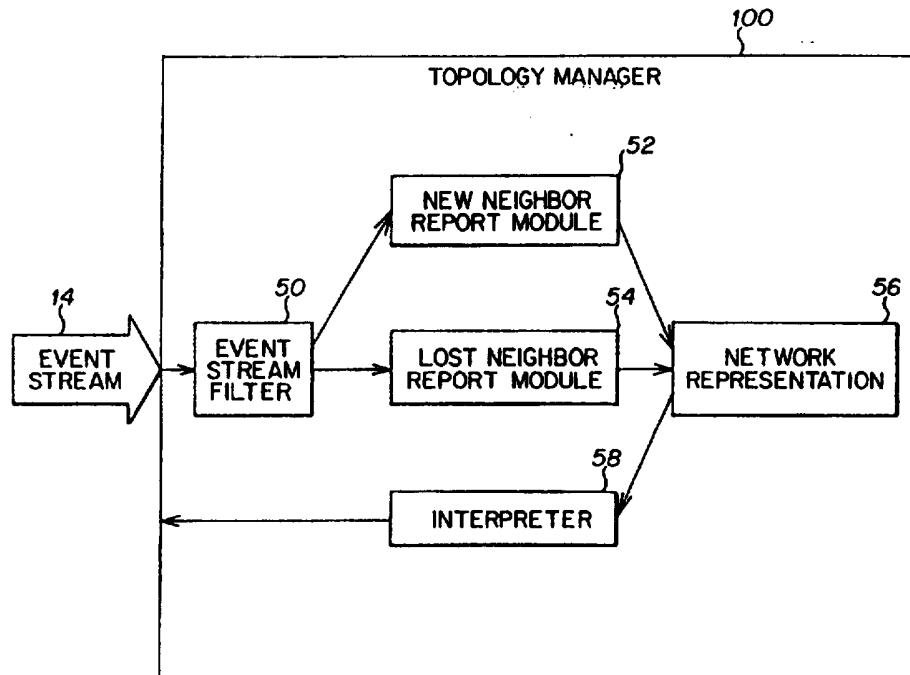 100
TOPOLOGY MANAGER
52
NEW NEIGHBOR
REPORT MODULE
14
EVENT
STREAM
50
EVENT
STREAM
FILTER
54
LOST NEIGHBOR
REPORT MODULE
56
NETWORK
REPRESENTATION
58
INTERPRETER